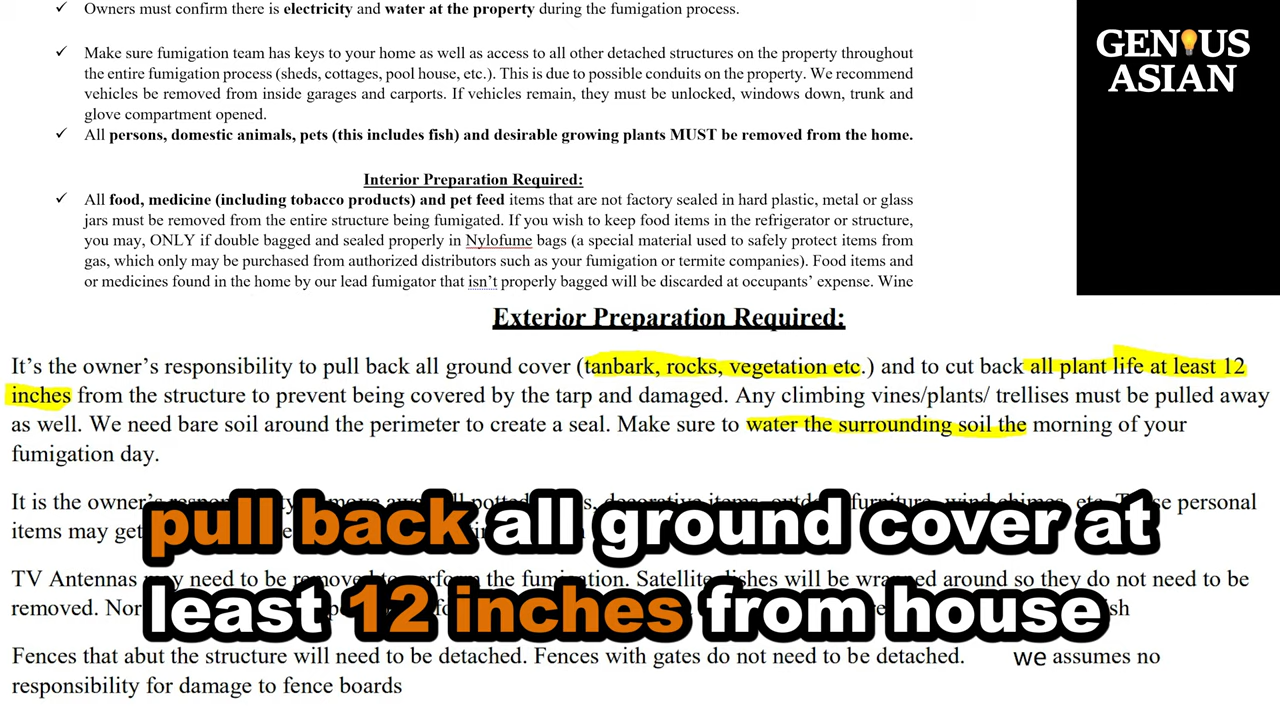 Owners must confirm there is electricity and water at the property during the fumigation process.
Make sure fumigation team has keys to your home as well as access to all other detached structures on the property throughout
the entire fumigation process (sheds, cottages, pool house, etc.). This is due to possible conduits on the property. We recommend
vehicles be removed from inside garages and carports. If vehicles remain, they must be unlocked, windows down, trunk and
glove compartment opened.
All persons, domestic animals, pets (this includes fish) and desirable growing plants MUST be removed from the home.
GENIUS
ASIAN
Interior Preparation Required:
All food, medicine (including tobacco products) and pet feed items that are not factory sealed in hard plastic, metal or glass
jars must be removed from the entire structure being fumigated. If you wish to keep food items in the refrigerator or structure,
you may, ONLY if double bagged and sealed properly in Nylofume bags (a special material used to safely protect items from
gas, which only may be purchased from authorized distributors such as your fumigation or termite companies). Food items and
or medicines found in the home by our lead fumigator that isn't properly bagged will be discarded at occupants' expense. Wine
Exterior Preparation Required:
It's the owner's responsibility to pull back all ground cover (tanbark, rocks, vegetation etc.) and to cut back all plant life at least 12
inches from the structure to prevent being covered by the tarp and damaged. Any climbing vines/plants/ trellises must be pulled away
as well. We need bare soil around the perimeter to create a seal. Make sure to water the surrounding soil the morning of your
fumigation day.
It is the owner's furniture, wind chimes, etc. personal
items may get
pull back all ground cover at
least 12 inches from house
TV Antennas may need to be removed to perform the fumigation. Satellite dishes will be wrapped around so they do not need to be
removed.
Fences that abut the structure will need to be detached. Fences with gates do not need to be detached. we assumes no
responsibility for damage to fence boards